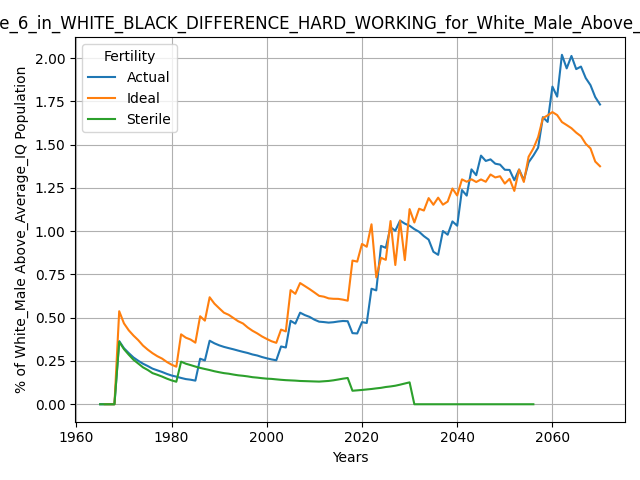 e_6_in_WHITE_BLACK_DIFFERENCE_HARD_WORKING_for_White_Male_Above_
Fertility
Actual
Ideal
Sterile
% of White_Male Above_Average_IQ Population
2.00
1.75
1.50
1.25
1.00
0.75
0.50
0.25
0.00
1960 1980 2000 2020 2040 2060
Years